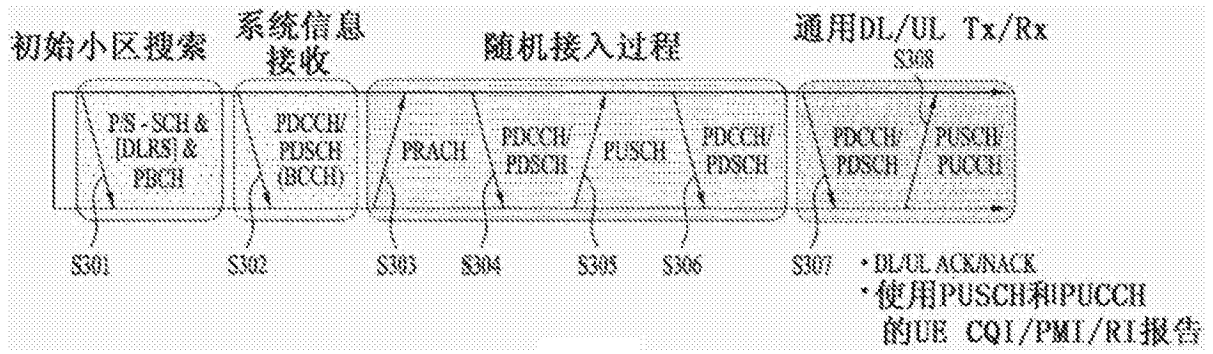 初始小区搜索
系统信息
接收
随机接入过程
通用DL/UL Tx/Rx
S308
P/S - SCH &
[DLRS] &
PBCH
PDCCH/
PDSCH
(BCCH)
PRACH
PDCCH/
PDSCH
PUSCH
PDCCH/
PDSCH
PDCCH/
PDSCH
PUSCH/
PUCCH
S301
S302
S303
S304
S305
S306
S307
• DL/UL ACK/NACK
• 使用PUSCH和PUCCH
的UE CQI/PMI/RI报告